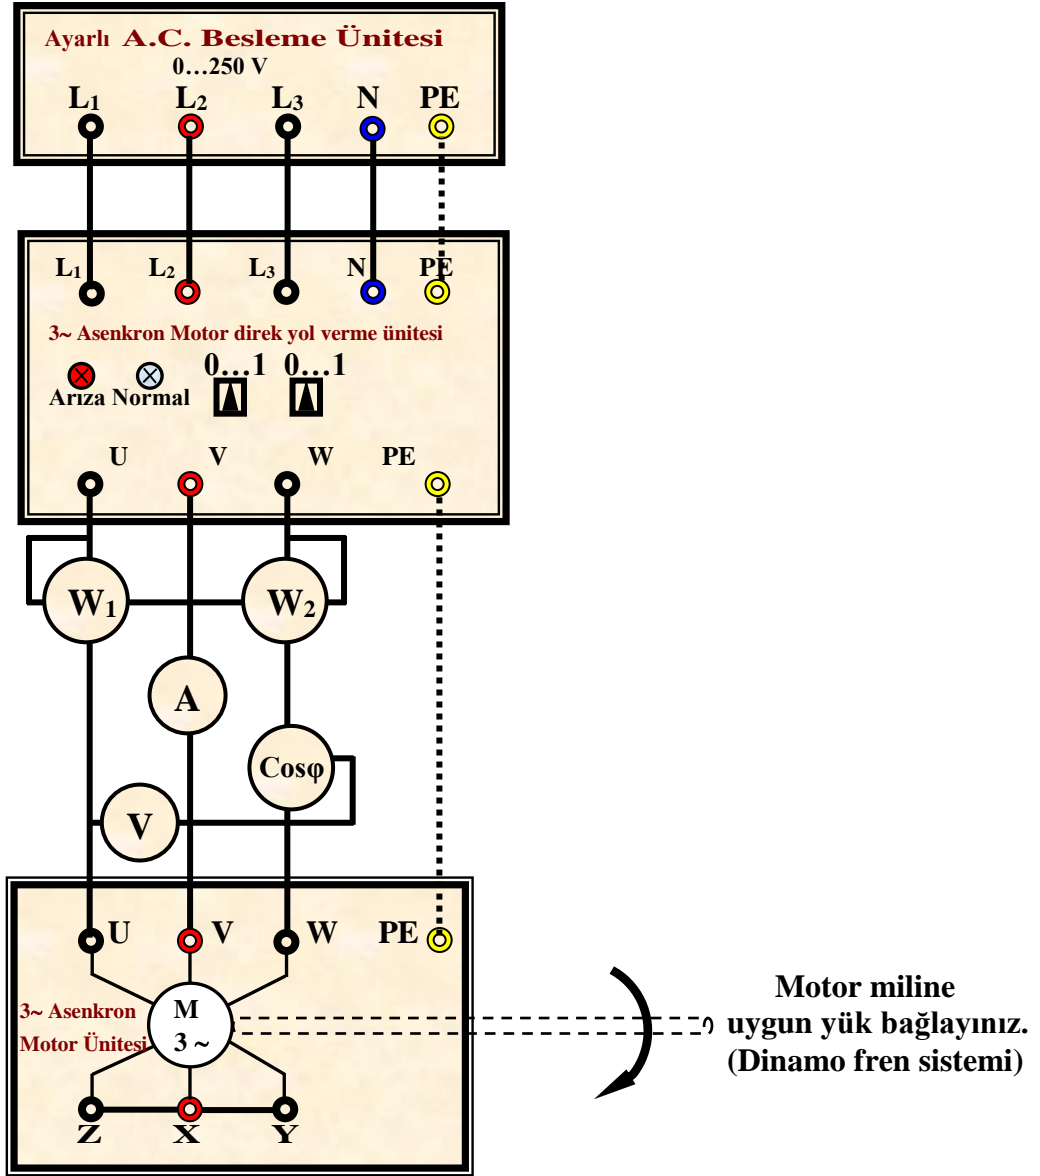 Ayarlı A.C. Besleme Ünitesi
0…250 V
L1 L2 L3 N PE
L1 L2 L3 N PE
3~ Asenkron Motor direk yol verme ünitesi
0…1 0…1
Arıza Normal
U V W PE
W1 W2
A
Cosφ
V
U V W PE
3~ Asenkron
Motor Ünitesi
M
3 ~
Z X Y
Motor miline
uygun yük bağlayınız.
(Dinamo fren sistemi)